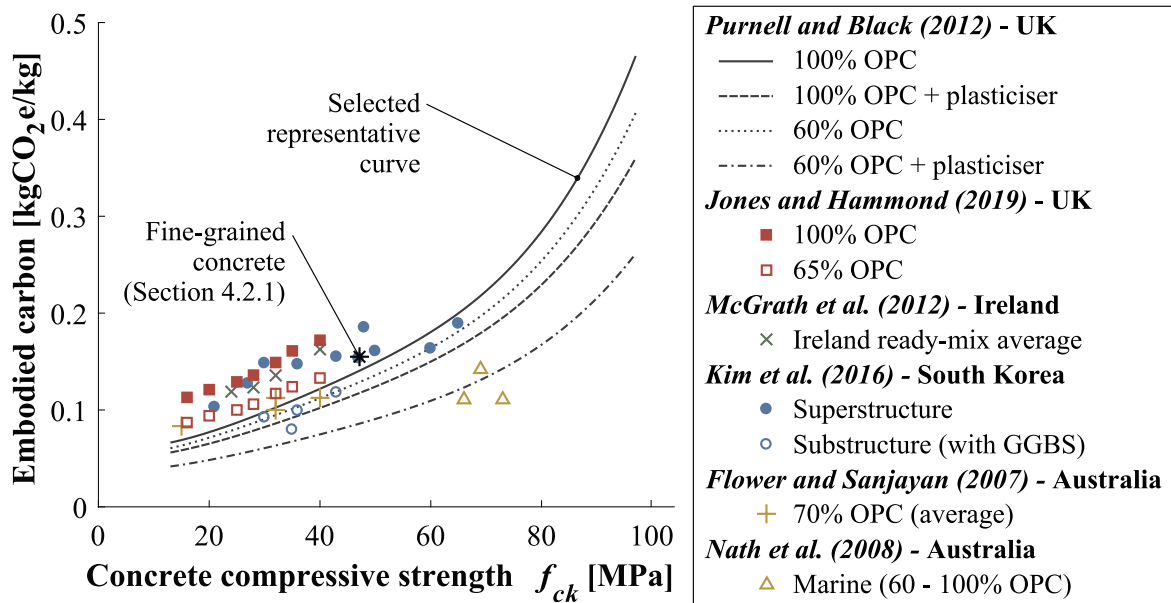 0.5
0.4
0.3
0.2
0.1
0
0
20
40
60
80
100
Embodied carbon [kgCO2e/kg]
Concrete compressive strength fck [MPa]
Selected
representative
curve
Fine-grained
concrete
(Section 4.2.1)
Purnell and Black (2012) - UK
100% OPC
100% OPC + plasticiser
60% OPC
60% OPC + plasticiser
Jones and Hammond (2019) - UK
100% OPC
65% OPC
McGrath et al. (2012) - Ireland
Ireland ready-mix average
Kim et al. (2016) - South Korea
Superstructure
Substructure (with GGBS)
Flower and Sanjayan (2007) - Australia
70% OPC (average)
Nath et al. (2008) - Australia
Marine (60 - 100% OPC)